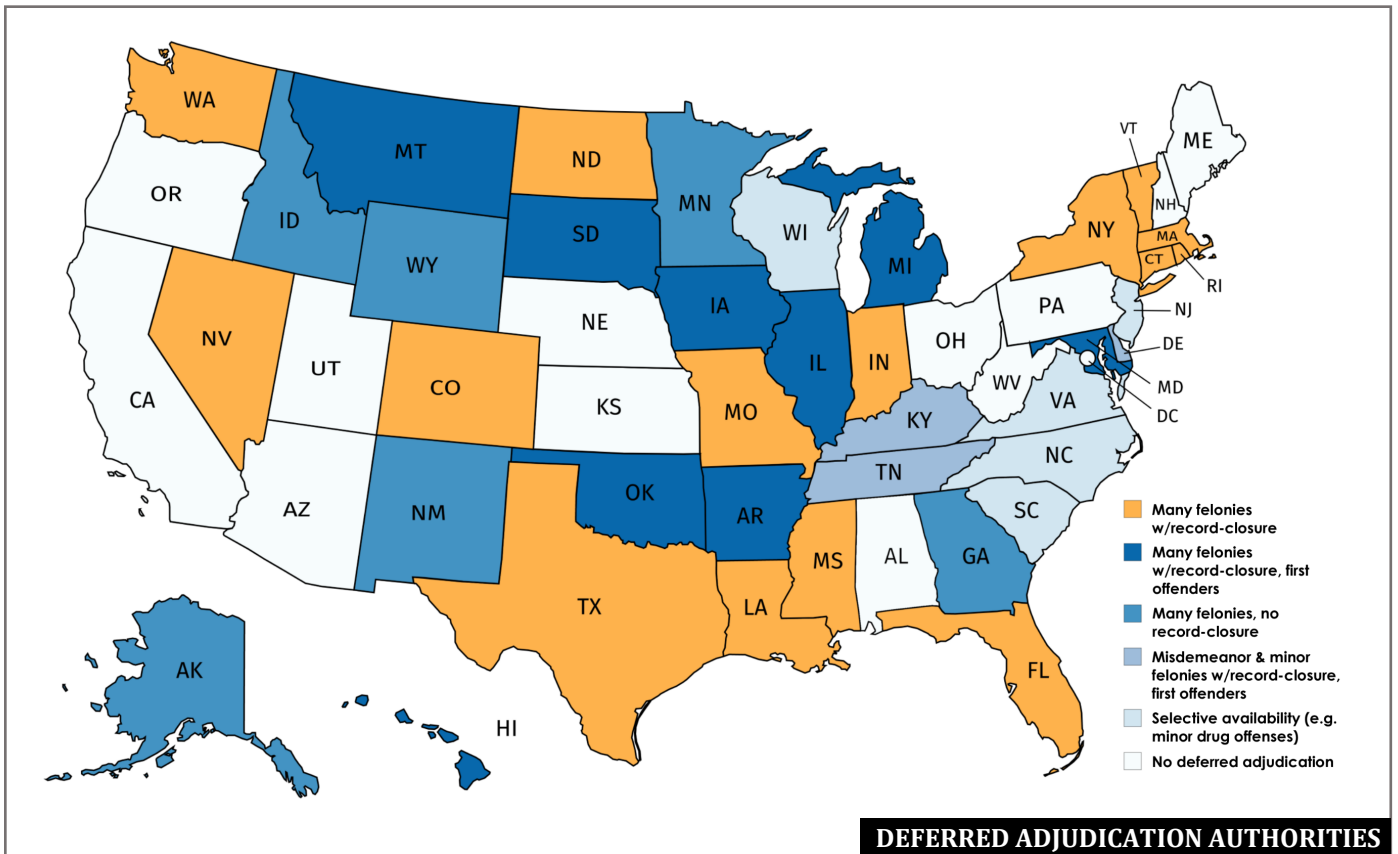 WA
MT
ND
MN
VT
ME
OR
ID
SD
WI
NH
NY
MA
CT
RI
WY
MI
IA
NE
PA
NJ
NV
UT
CO
KS
IL
IN
OH
DE
MD
DC
WV
VA
CA
MO
KY
NC
TN
AZ
NM
OK
AR
SC
MS
AL
GA
TX
LA
FL
AK
HI
Many felonies
w/record-closure
Many felonies
w/record-closure, first
offenders
Many felonies, no
record-closure
Misdemeanor & minor
felonies w/record-closure,
first offenders
Selective availability (e.g.
minor drug offenses)
No deferred adjudication
DEFERRED ADJUDICATION AUTHORITIES